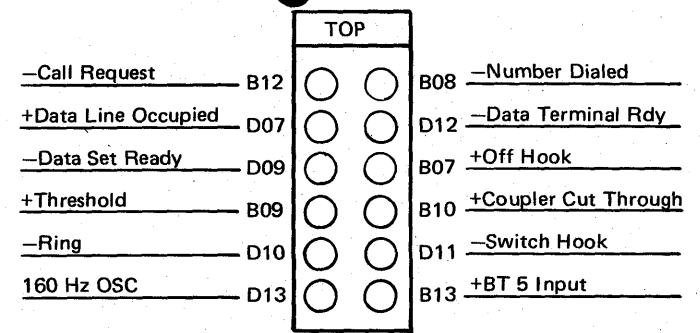 TOP
—Call Request B12 B08 —Number Dialed
+Data Line Occupied D07 D12 —Data Terminal Rdy
—Data Set Ready D09 B07 +Off Hook
+Threshold B09 B10 +Coupler Cut Through
—Ring D10 D11 —Switch Hook
160 Hz OSC D13 B13 +BT 5 Input